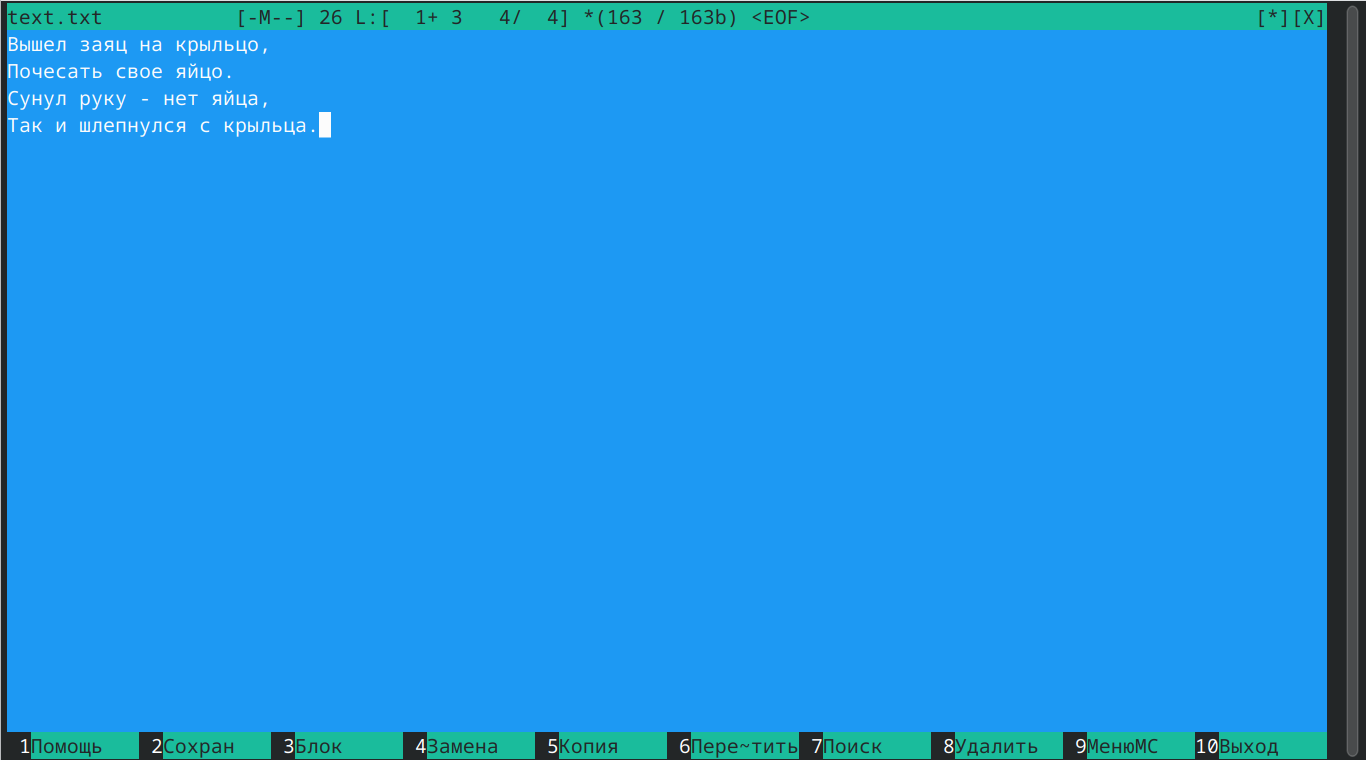 text.txt [-M--] 26 L:[ 1+ 3 4/ 4] *(163 / 163b) <EOF> [*][X]
Вышел заяц на крыльцо,
Почесать свое яйцо.
Сунул руку - нет яйца,
Так и шлепнулся с крыльца.
1Помощь 2Сохран 3Блок 4Замена 5Копия 6Пере~тить 7Поиск 8Удалить 9МенюMC 10Выход